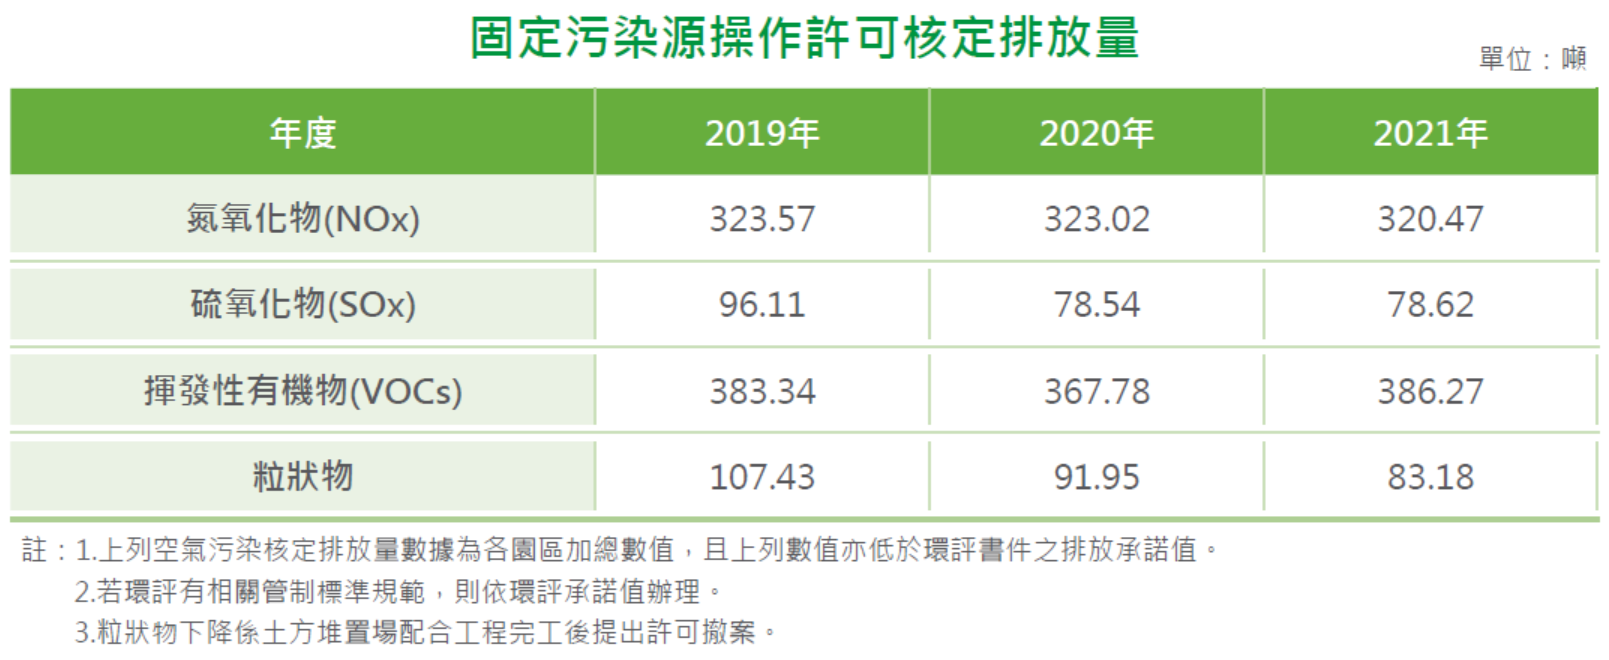 固定污染源操作許可核定排放量
單位：噸
年度 2019年 2020年 2021年
氮氧化物(NOx) 323.57 323.02 320.47
硫氧化物(SOx) 96.11 78.54 78.62
揮發性有機物(VOCs) 383.34 367.78 386.27
粒狀物 107.43 91.95 83.18
註：1.上列空氣污染核定排放量數據為各園區加總數值，且上列數值亦低於環評書件之排放承諾值。
2.若環評有相關管制標準規範，則依環評承諾值辦理。
3.粒狀物下降係土方堆置場配合工程完工後提出許可撤案。